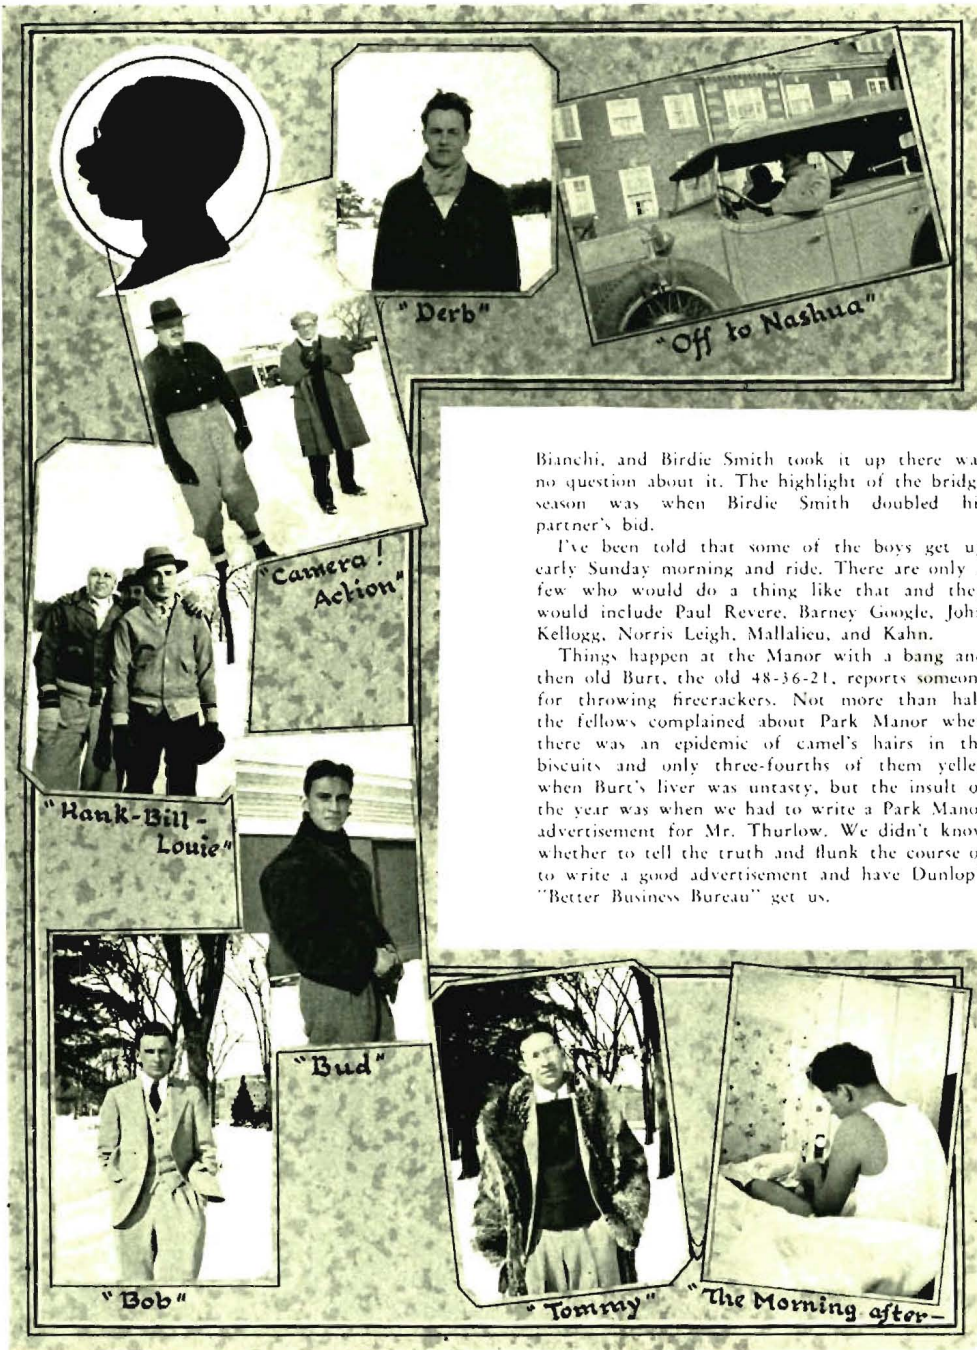 "Derb"
"Off to Nashua"
"Camera!
Action"
Bianchi, and Birdie Smith took it up there wa
no question about it. The highlight of the bridg
season was when Birdie Smith doubled hi
partner's bid.
I've been told that some of the boys get u
early Sunday morning and ride. There are only
few who would do a thing like that and the
would include Paul Revere, Barney Google, Joh
Kellogg, Norris Leigh, Mallalieu, and Kahn.
Things happen at the Manor with a bang an
then old Burt, the old 48-36-21, reports someon
for throwing firecrackers. Not more than hal
the fellows complained about Park Manor whe
there was an epidemic of camel's hairs in th
biscuits and only three-fourths of them yelle
when Burt's liver was untasty, but the insult o
the year was when we had to write a Park Mano
advertisement for Mr. Thurlow. We didn't know
whether to tell the truth and flunk the course o
to write a good advertisement and have Dunlop
"Better Business Bureau" get us.
"Hank-Bill-
Louie"
"Bud"
"Bob"
"Tommy"
"The Morning after-